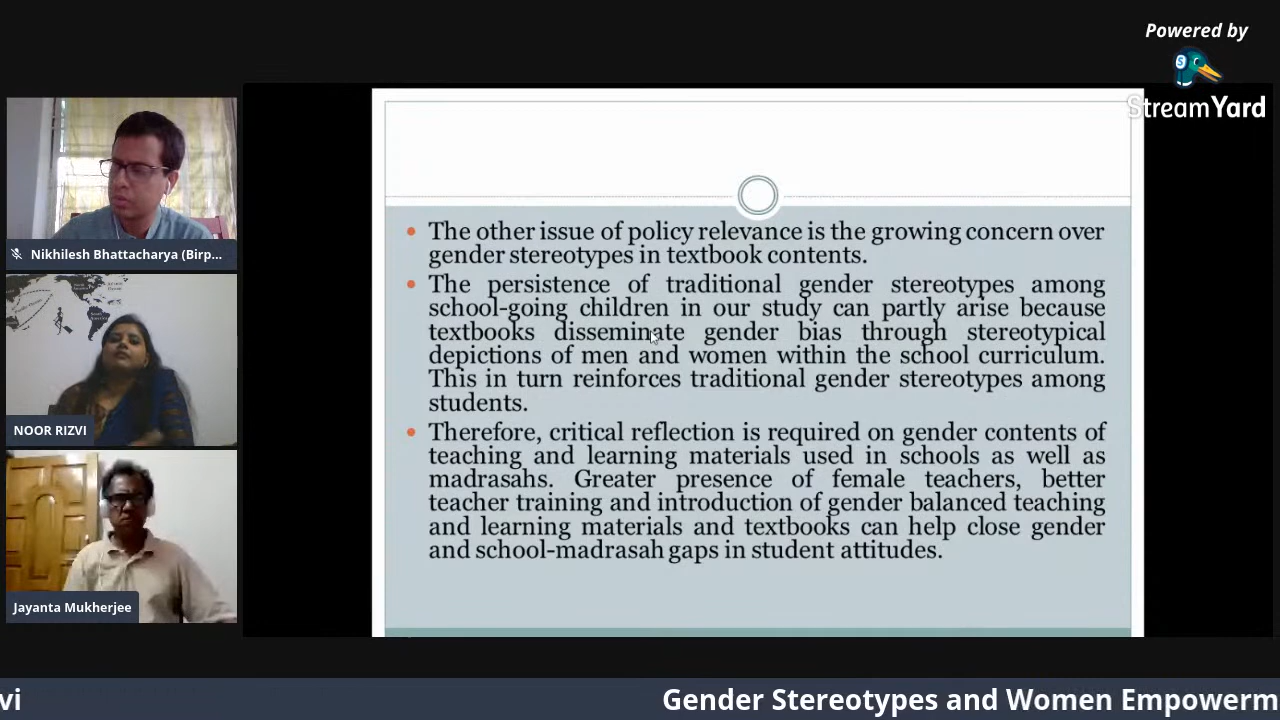 Powered by
StreamYard
Nikhilesh Bhattacharya (Birp...
NOOR RIZVI
Jayanta Mukherjee
The other issue of policy relevance is the growing concern over
gender stereotypes in textbook contents.
The persistence of traditional gender stereotypes among
school-going children in our study can partly arise because
textbooks disseminate gender bias through stereotypical
depictions of men and women within the school curriculum.
This in turn reinforces traditional gender stereotypes among
students.
Therefore, critical reflection is required on gender contents of
teaching and learning materials used in schools as well as
madrasahs. Greater presence of female teachers, better
teacher training and introduction of gender balanced teaching
and learning materials and textbooks can help close gender
and school-madrasah gaps in student attitudes.
vi Gender Stereotypes and Women Empowerm